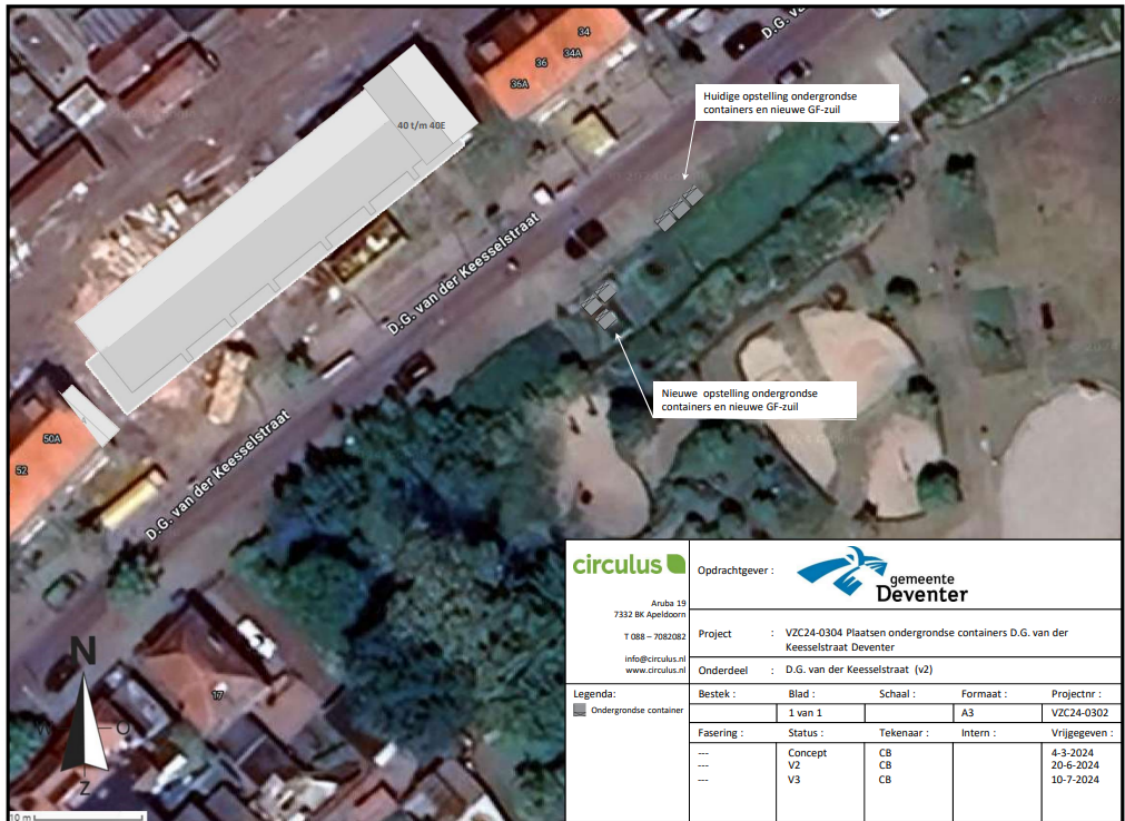 34
34A
36
36A
D.G. v
40 t/m 40E
Huidige opstelling ondergrondse
containers en nieuwe GF-zuil
D.G. van der Keesselstraat
Nieuwe opstelling ondergrondse
containers en nieuwe GF-zuil
50A
52
D.G. van der Keesselstraat
17
N
W
O
Z
10 m
circulus
Aruba 19
7332 BK Apeldoorn
T 088 – 7082082
info@circulus.nl
www.circulus.nl
Legenda:
Ondergrondse container
Opdrachtgever :
gemeente
Deventer
Project : VZC24-0304 Plaatsen ondergrondse containers D.G. van der
Keesselstraat Deventer
Onderdeel : D.G. van der Keesselstraat (v2)
Bestek : Blad : Schaal : Formaat : Projectnr :
1 van 1 A3 VZC24-0302
Fasering : Status : Tekenaar : Intern : Vrijgegeven :
--- Concept CB 4-3-2024
--- V2 CB 20-6-2024
--- V3 CB 10-7-2024